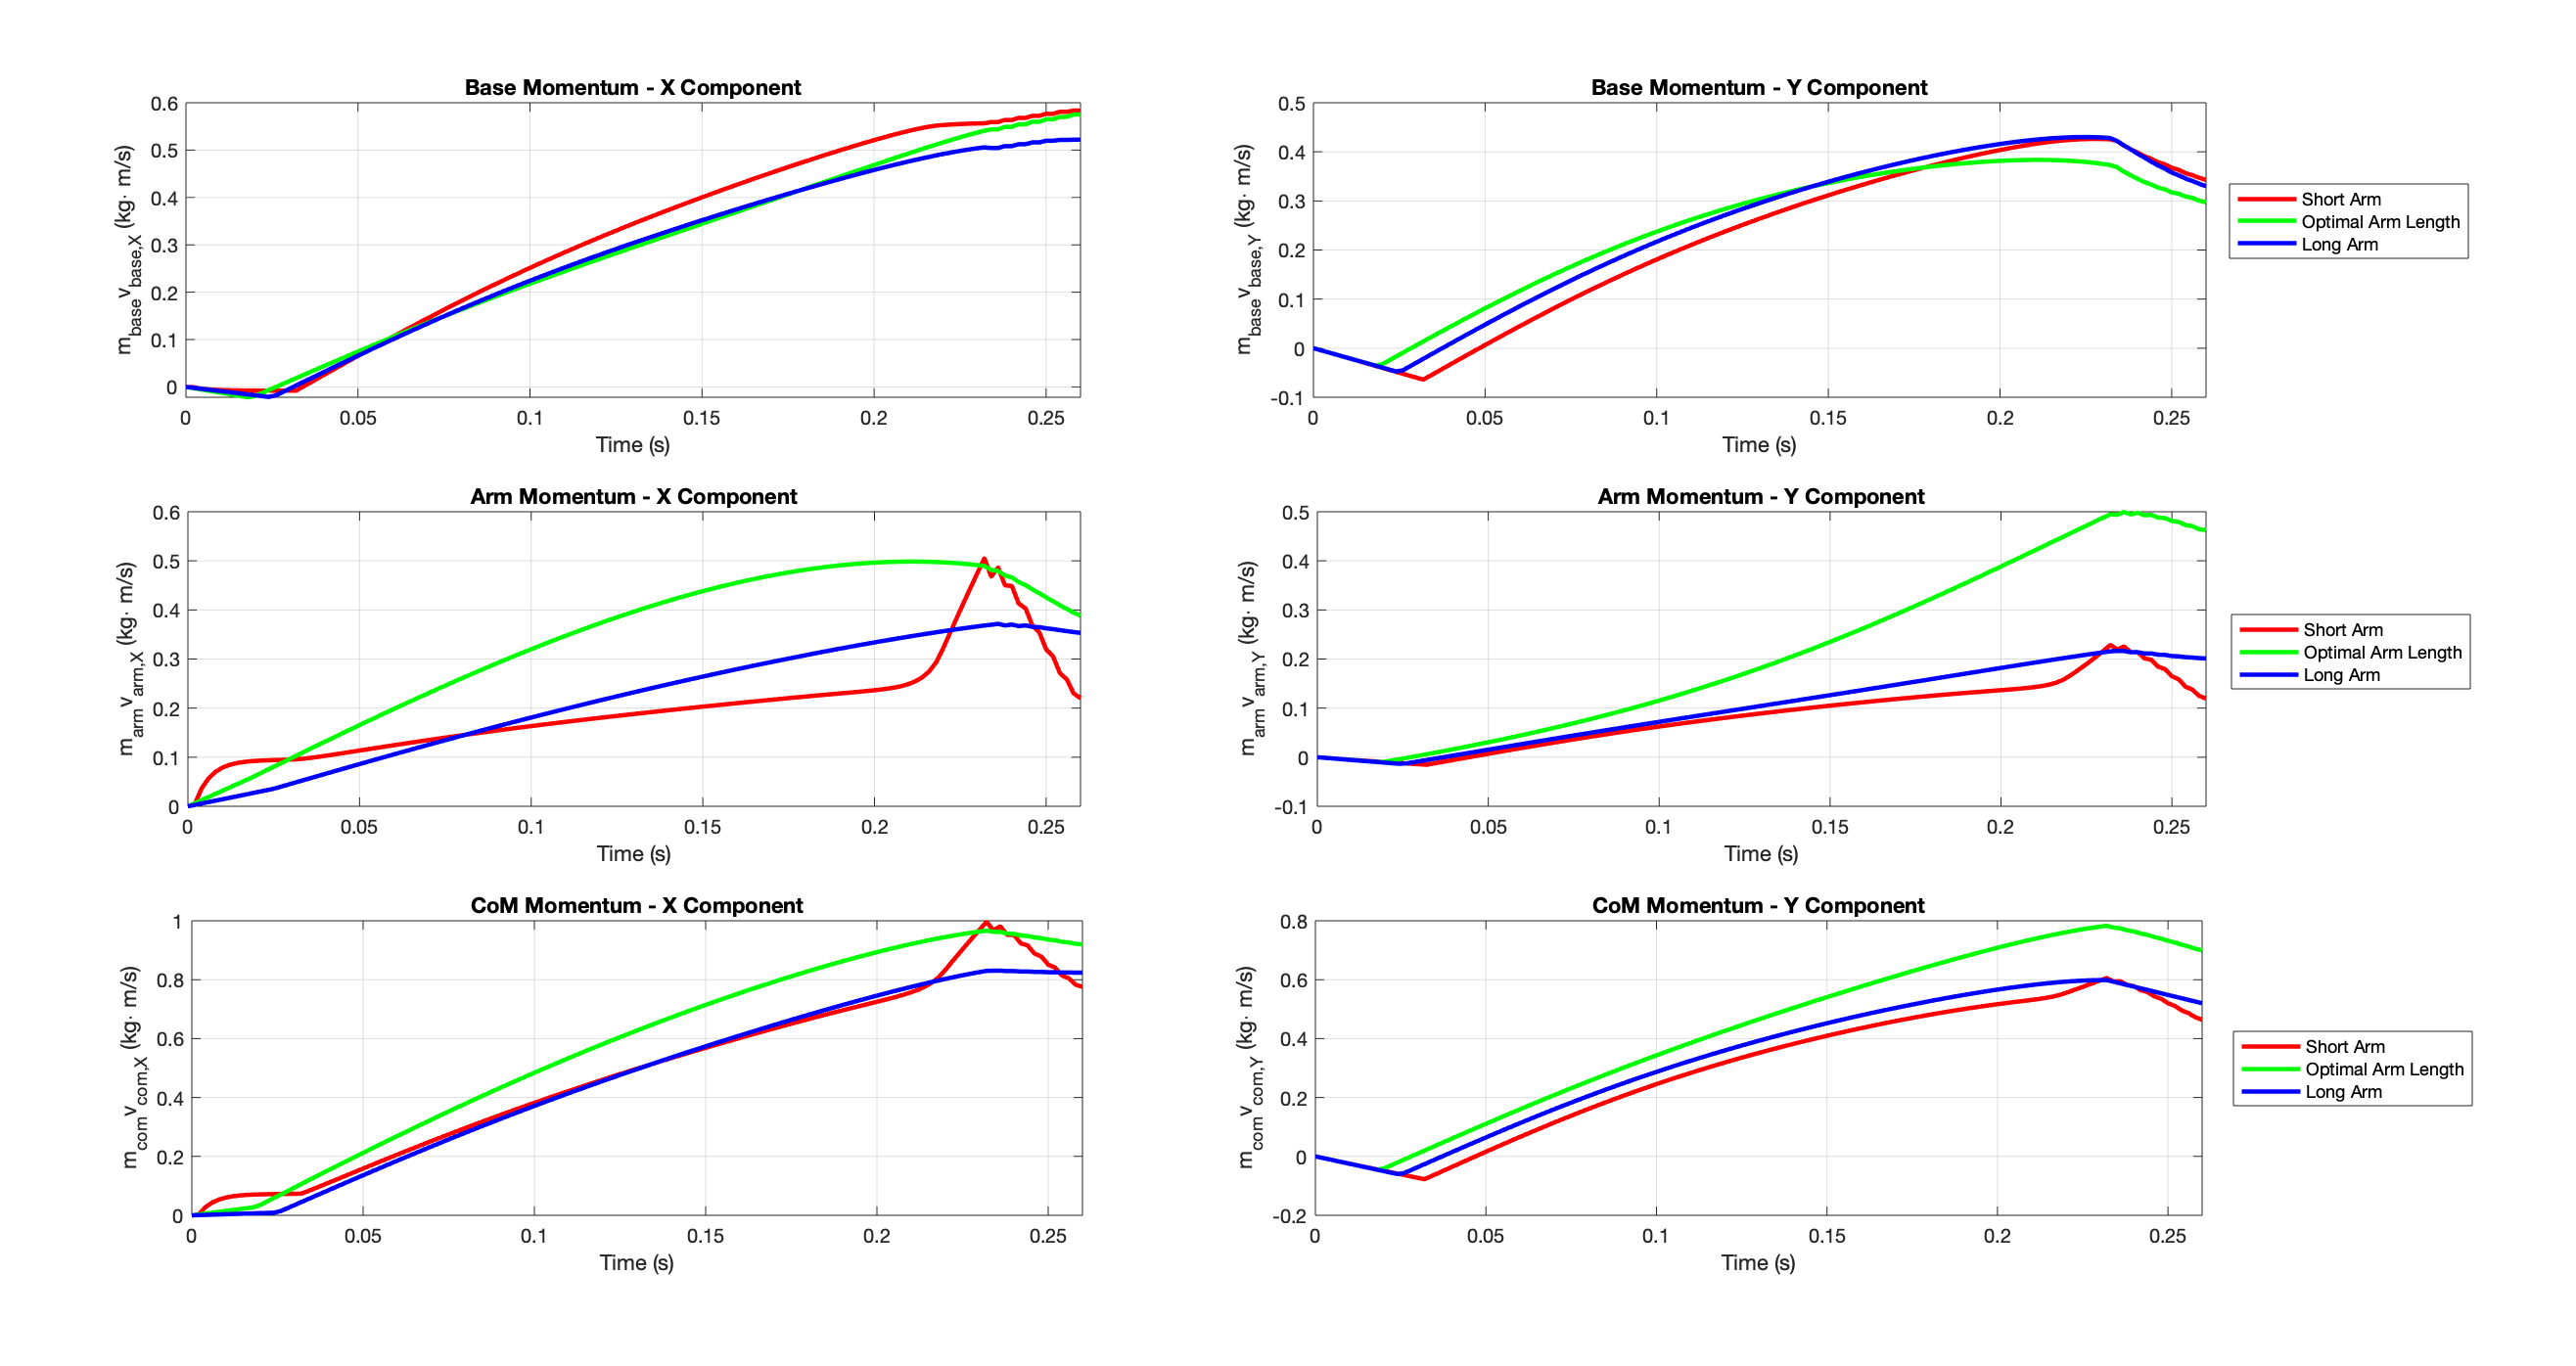 Base Momentum - X Component
m_base v_base,X (kg· m/s)
0.6
0.5
0.4
0.3
0.2
0.1
0
0 0.05 0.1 0.15 0.2 0.25
Time (s)
Base Momentum - Y Component
m_base v_base,Y (kg· m/s)
0.5
0.4
0.3
0.2
0.1
0
-0.1
0 0.05 0.1 0.15 0.2 0.25
Time (s)
Short Arm
Optimal Arm Length
Long Arm
Arm Momentum - X Component
m_arm v_arm,X (kg· m/s)
0.6
0.5
0.4
0.3
0.2
0.1
0
0 0.05 0.1 0.15 0.2 0.25
Time (s)
Arm Momentum - Y Component
m_arm v_arm,Y (kg· m/s)
0.5
0.4
0.3
0.2
0.1
0
-0.1
0 0.05 0.1 0.15 0.2 0.25
Time (s)
Short Arm
Optimal Arm Length
Long Arm
CoM Momentum - X Component
m_com v_com,X (kg· m/s)
1
0.8
0.6
0.4
0.2
0
0 0.05 0.1 0.15 0.2 0.25
Time (s)
CoM Momentum - Y Component
m_com v_com,Y (kg· m/s)
0.8
0.6
0.4
0.2
0
-0.2
0 0.05 0.1 0.15 0.2 0.25
Time (s)
Short Arm
Optimal Arm Length
Long Arm